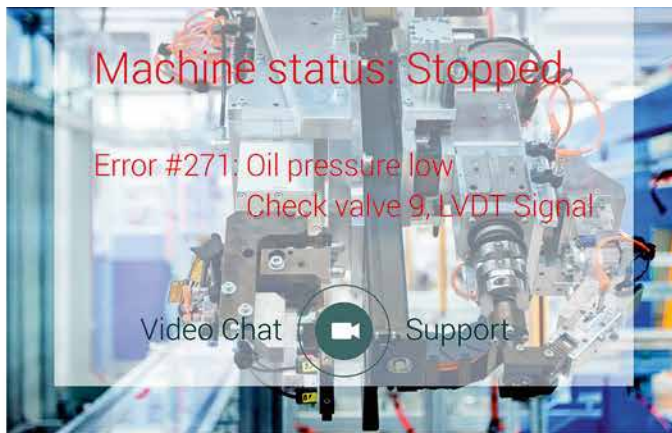 Machine status: Stopped
Error #271: Oil pressure low
Check valve 9, LVDT Signal
Video Chat Support